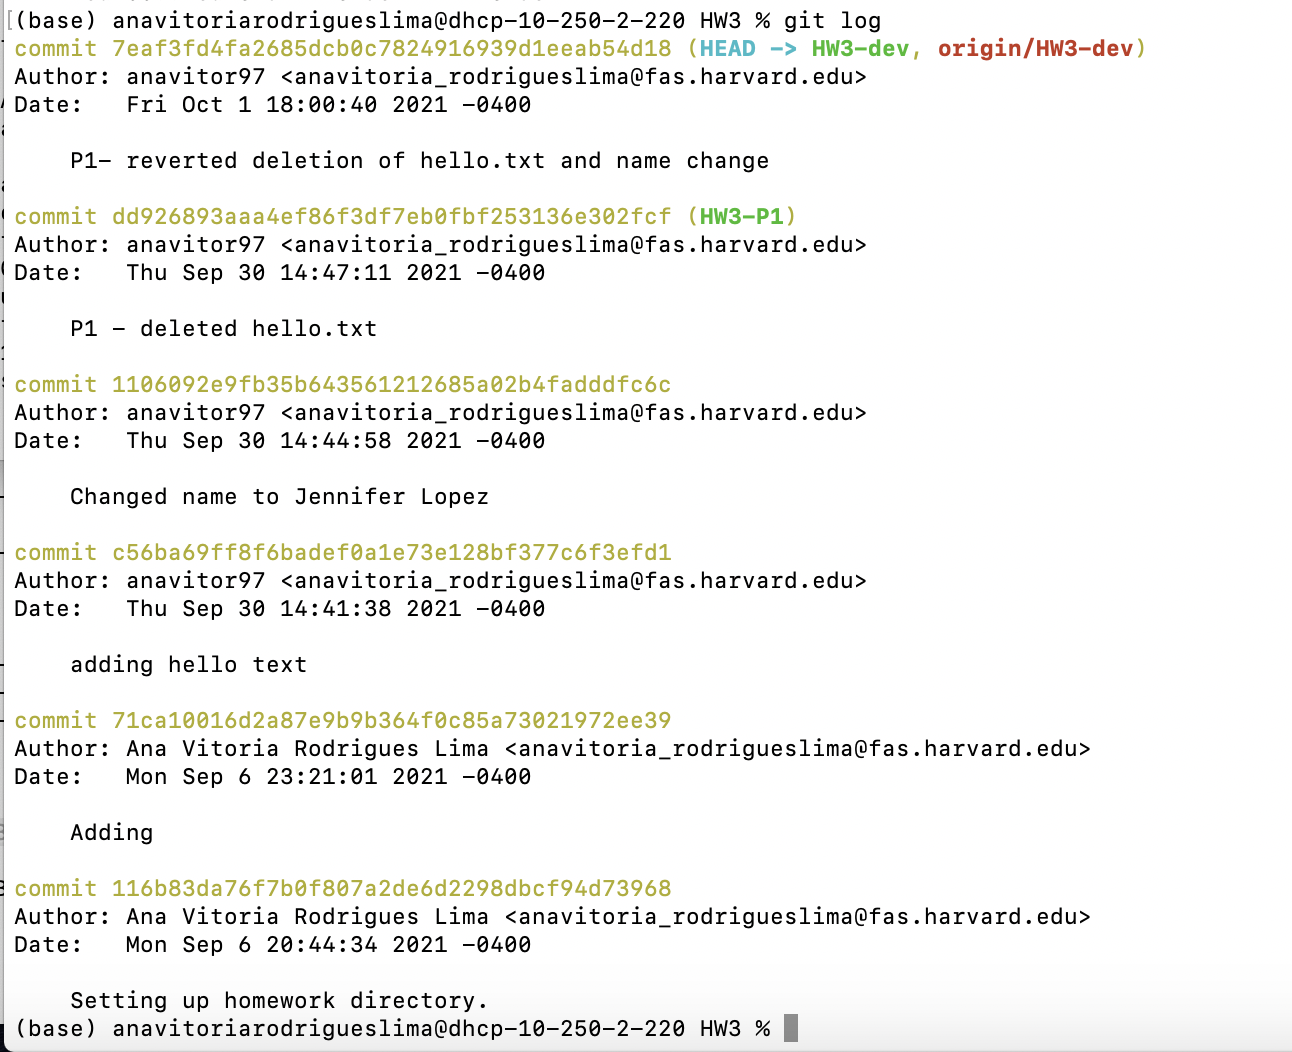 (base) anavitoriarodrigueslima@dhcp-10-250-2-220 HW3 % git log
commit 7eaf3fd4fa2685dcb0c7824916939d1eeab54d18 (HEAD -> HW3-dev, origin/HW3-dev)
Author: anavitor97 <anavitoria_rodrigueslima@fas.harvard.edu>
Date:   Fri Oct 1 18:00:40 2021 -0400
P1- reverted deletion of hello.txt and name change
commit dd926893aaa4ef86f3df7eb0fbf253136e302fcf (HW3-P1)
Author: anavitor97 <anavitoria_rodrigueslima@fas.harvard.edu>
Date:   Thu Sep 30 14:47:11 2021 -0400
P1 - deleted hello.txt
commit 1106092e9fb35b643561212685a02b4fadddfc6c
Author: anavitor97 <anavitoria_rodrigueslima@fas.harvard.edu>
Date:   Thu Sep 30 14:44:58 2021 -0400
Changed name to Jennifer Lopez
commit c56ba69ff8f6badef0a1e73e128bf377c6f3efd1
Author: anavitor97 <anavitoria_rodrigueslima@fas.harvard.edu>
Date:   Thu Sep 30 14:41:38 2021 -0400
adding hello text
commit 71ca10016d2a87e9b9b364f0c85a73021972ee39
Author: Ana Vitoria Rodrigues Lima <anavitoria_rodrigueslima@fas.harvard.edu>
Date:   Mon Sep 6 23:21:01 2021 -0400
Adding
commit 116b83da76f7b0f807a2de6d2298dbcf94d73968
Author: Ana Vitoria Rodrigues Lima <anavitoria_rodrigueslima@fas.harvard.edu>
Date:   Mon Sep 6 20:44:34 2021 -0400
Setting up homework directory.
(base) anavitoriarodrigueslima@dhcp-10-250-2-220 HW3 %